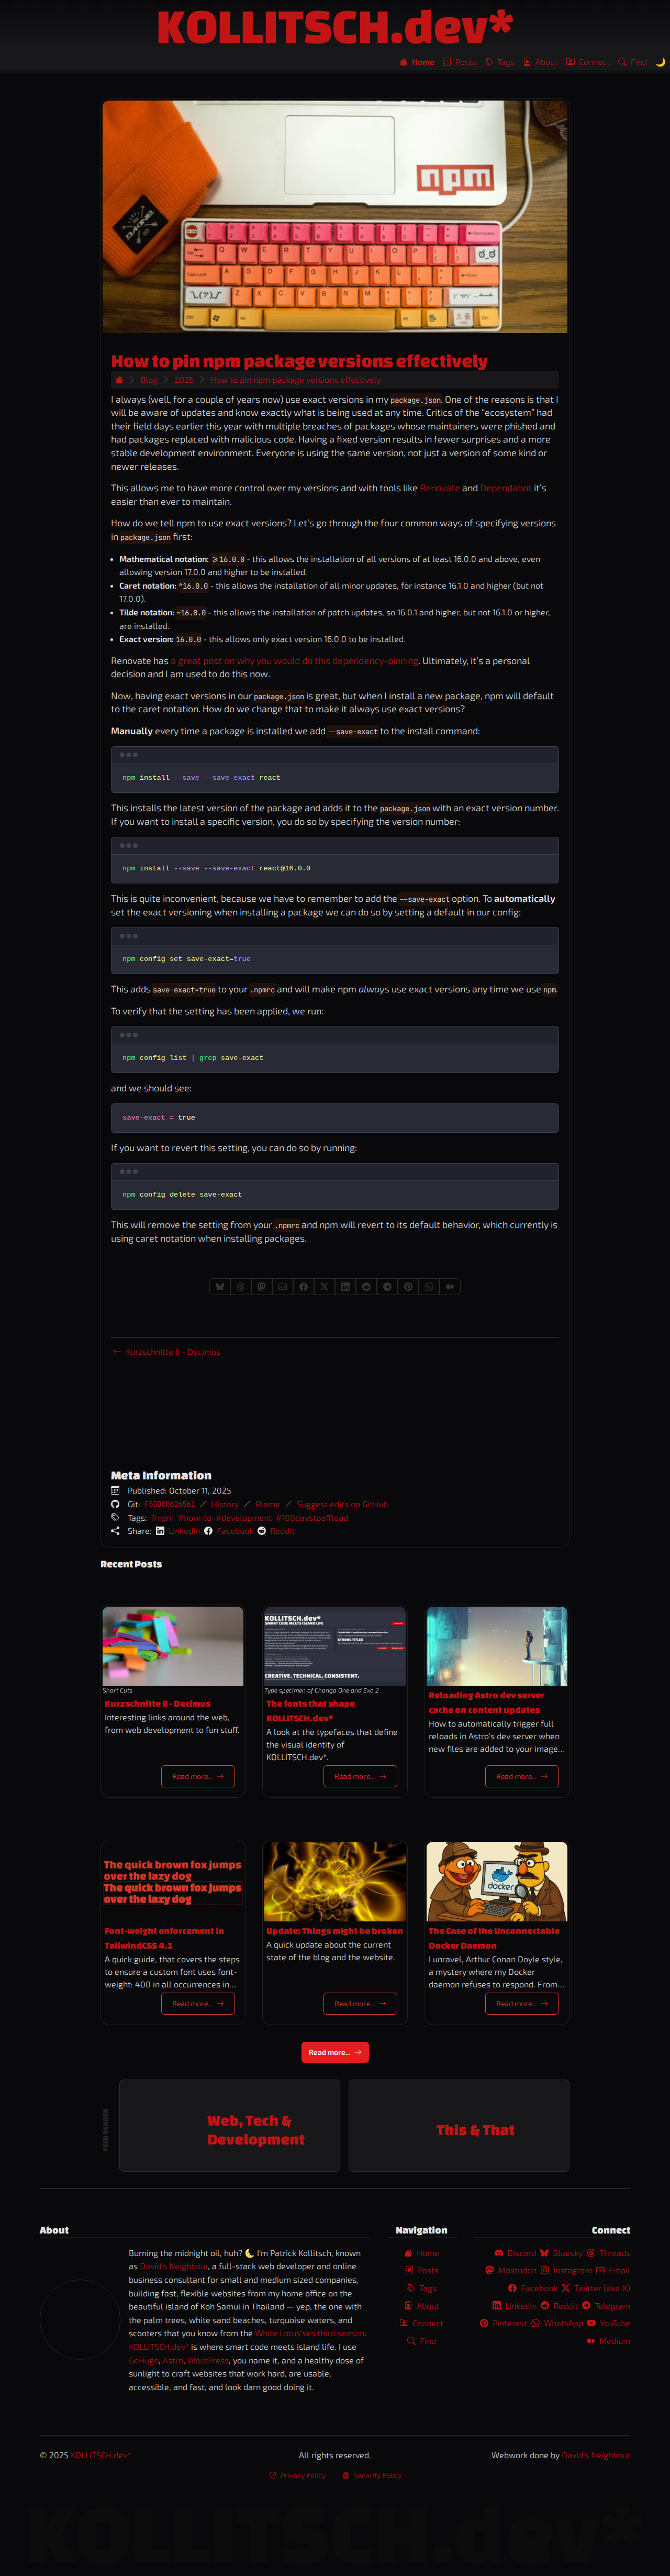 KOLLITSCH.dev*
Home Posts Tags About Connect Find
npm
How to pin npm package versions effectively
Blog 2025 How to pin npm package versions effectively
I always (well, for a couple of years now) use exact versions in my package.json. One of the reasons is that I
will be aware of updates and know exactly what is being used at any time. Critics of the “ecosystem” had
their field days earlier this year with multiple breaches of packages whose maintainers were phished and
had packages replaced with malicious code. Having a fixed version results in fewer surprises and a more
stable development environment. Everyone is using the same version, not just a version of some kind or
newer releases.
This allows me to have more control over my versions and with tools like Renovate and Dependabot it’s
easier than ever to maintain.
How do we tell npm to use exact versions? Let’s go through the four common ways of specifying versions
in package.json first:
• Mathematical notation: >=16.0.0 - this allows the installation of all versions of at least 16.0.0 and above, even
allowing version 17.0.0 and higher to be installed.
• Caret notation: ^16.0.0 - this allows the installation of all minor updates, for instance 16.1.0 and higher (but not
17.0.0).
• Tilde notation: ~16.0.0 - this allows the installation of patch updates, so 16.0.1 and higher, but not 16.1.0 or higher,
are installed.
• Exact version: 16.0.0 - this allows only exact version 16.0.0 to be installed.
Renovate has a great post on why you would do this dependency-pinning. Ultimately, it’s a personal
decision and I am used to do this now.
Now, having exact versions in our package.json is great, but when I install a new package, npm will default
to the caret notation. How do we change that to make it always use exact versions?
Manually every time a package is installed we add --save-exact to the install command:
npm install --save --save-exact react
This installs the latest version of the package and adds it to the package.json with an exact version number.
If you want to install a specific version, you do so by specifying the version number:
npm install --save --save-exact react@16.0.0
This is quite inconvenient, because we have to remember to add the --save-exact option. To automatically
set the exact versioning when installing a package we can do so by setting a default in our config:
npm config set save-exact=true
This adds save-exact=true to your .npmrc and will make npm always use exact versions any time we use npm.
To verify that the setting has been applied, we run:
npm config list | grep save-exact
and we should see:
save-exact = true
If you want to revert this setting, you can do so by running:
npm config delete save-exact
This will remove the setting from your .npmrc and npm will revert to its default behavior, which currently is
using caret notation when installing packages.
← Kurzschnitte II - Decimus
Meta Information
Published: October 11, 2025
Git: F5D0D8626561 / History / Blame / Suggest edits on GitHub
Tags: #npm #how-to #development #100daystooffload
Share: LinkedIn Facebook Reddit
Recent Posts
Short Cuts
Kurzschnitte II - Decimus
Interesting links around the web,
from web development to fun stuff.
Read more... →
KOLLITSCH.dev*
SMART CODE MEETS ISLAND LIFE
CREATIVE. TECHNICAL. CONSISTENT.
Type specimen of Changa One and Exo 2
The fonts that shape
KOLLITSCH.dev*
A look at the typefaces that define
the visual identity of
KOLLITSCH.dev*.
Read more... →
Reloading Astro dev server
cache on content updates
How to automatically trigger full
reloads in Astro’s dev server when
new files are added to your image...
Read more... →
The quick brown fox jumps
over the lazy dog
The quick brown fox jumps
over the lazy dog
Font-weight enforcement in
TailwindCSS 4.1
A quick guide, that covers the steps
to ensure a custom font uses font-
weight: 400 in all occurrences in...
Read more... →
Update: Things might be broken
A quick update about the current
state of the blog and the website.
Read more... →
docker
The Case of the Unconnectable
Docker Daemon
I unravel, Arthur Conan Doyle style,
a mystery where my Docker
daemon refuses to respond. From...
Read more... →
Read more... →
FEED READER
Web, Tech &
Development
This & That
About
Burning the midnight oil, huh? 🌜 I’m Patrick Kollitsch, known
as David’s Neighbour, a full-stack web developer and online
business consultant for small and medium sized companies,
building fast, flexible websites from my home office on the
beautiful island of Koh Samui in Thailand — yep, the one with
the palm trees, white sand beaches, turquoise waters, and
scooters that you know from the White Lotus’ses third season.
KOLLITSCH.dev* is where smart code meets island life. I use
GoHugo, Astro, WordPress, you name it, and a healthy dose of
sunlight to craft websites that work hard, are usable,
accessible, and fast, and look darn good doing it.
Navigation
Home
Posts
Tags
About
Connect
Find
Connect
Discord Bluesky Threads
Mastodon Instagram Email
Facebook Twitter (aka X)
LinkedIn Reddit Telegram
Pinterest WhatsApp YouTube
Medium
© 2025 KOLLITSCH.dev*
All rights reserved.
Webwork done by David’s Neighbour
Privacy Policy Security Policy
KOLLITSCH.dev*